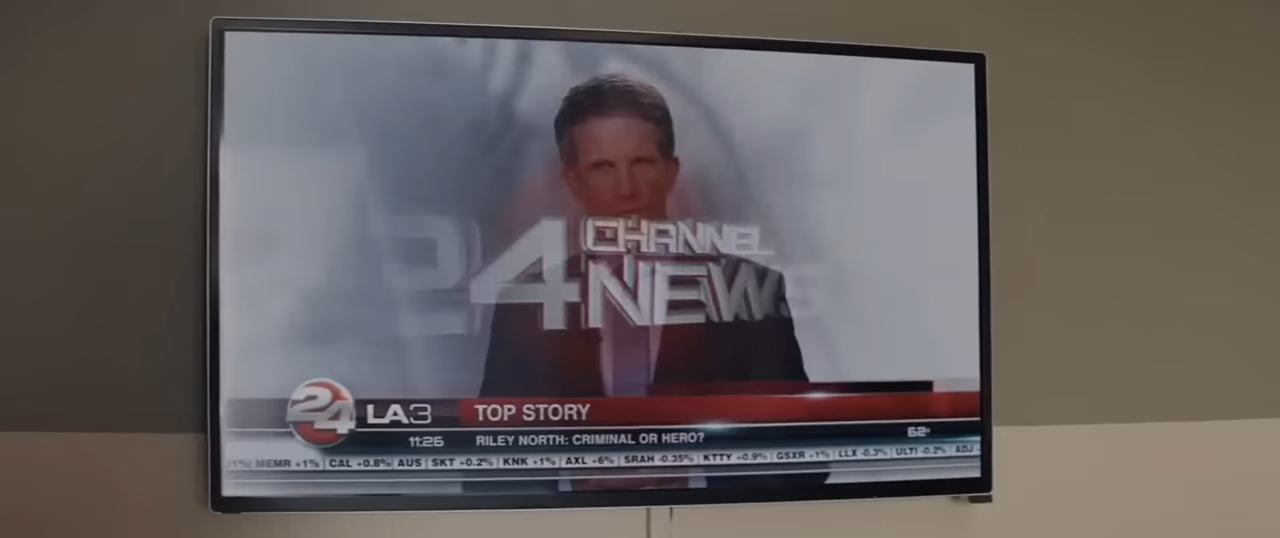 24 CHANNEL
NEWS
24 LA3 TOP STORY
11:25 RILEY NORTH: CRIMINAL OR HERO? 62°
MEMR +1% | CAL +0.8% | AUS | SKT +0.2% | KNK +1% | AXL -6% | SRAH -0.35% | KTTY +0.9% | GSXR -1% | LLX -0.3% | ULTI -0.2% | ADJ